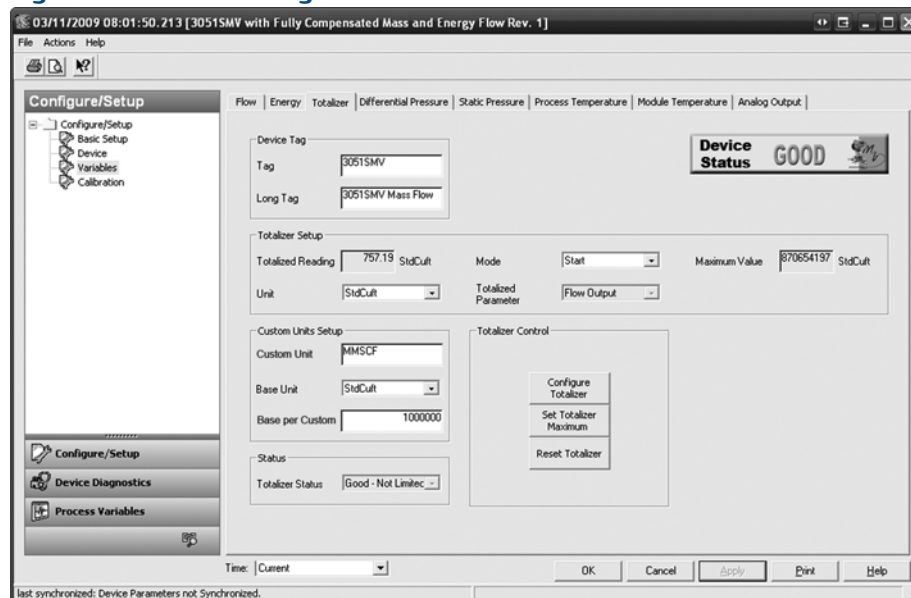 03/11/2009 08:01:50.213 [3051SMV with Fully Compensated Mass and Energy Flow Rev. 1]
File Actions Help
Configure/Setup
Configure/Setup
Basic Setup
Device
Variables
Calibration
Configure/Setup
Device Diagnostics
Process Variables
Flow Energy Totalizer Differential Pressure Static Pressure Process Temperature Module Temperature Analog Output
Device Tag
Tag 3051SMV
Long Tag 3051SMV Mass Flow
Device Status GOOD
Totalizer Setup
Totalized Reading 757.19 StdCuft Mode Start Maximum Value 870654197 StdCuft
Unit StdCuft Totalized Parameter Flow Output
Custom Units Setup
Custom Unit MMSCF
Base Unit StdCuft
Base per Custom 1000000
Totalizer Control
Configure Totalizer
Set Totalizer Maximum
Reset Totalizer
Status
Totalizer Status Good - Not Limitec
Time: Current
OK Cancel Apply Print Help
last synchronized: Device Parameters not Synchronized.